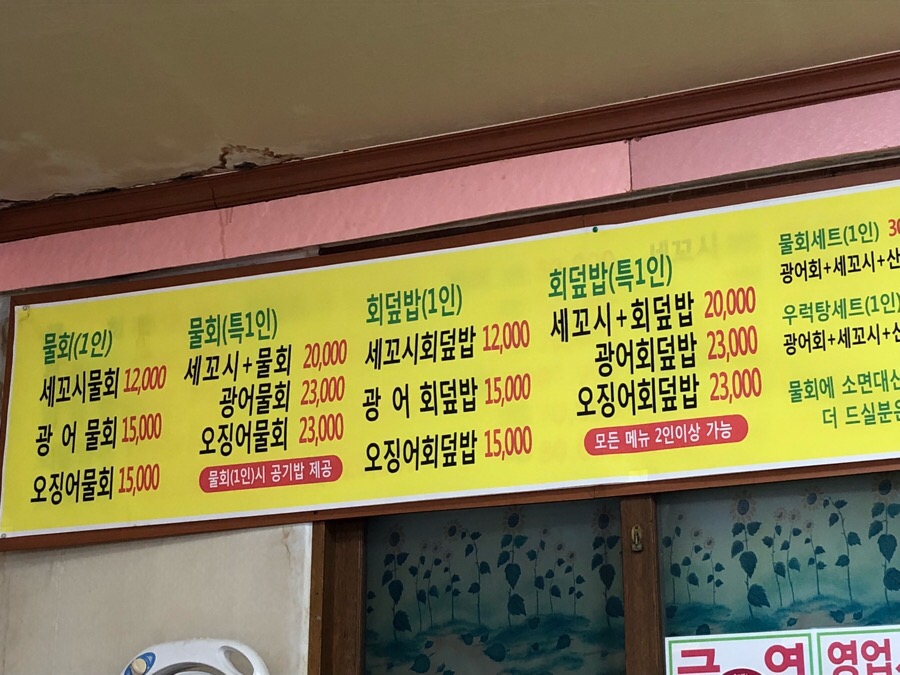 물회(1인)
세꼬시물회 12,000
광 어 물회 15,000
오징어물회 15,000
물회(특1인)
세꼬시+물회 20,000
광어물회 23,000
오징어물회 23,000
물회(1인)시 공기밥 제공
회덮밥(1인)
세꼬시회덮밥 12,000
광 어 회덮밥 15,000
오징어회덮밥 15,000
회덮밥(특1인)
세꼬시+회덮밥 20,000
광어회덮밥 23,000
오징어회덮밥 23,000
모든 메뉴 2인이상 가능
물회세트(1인)
광어회+세꼬시+산
우럭탕세트(1인)
광어회+세꼬시+산
물회에 소면대신
더 드실분은
금 연
영업